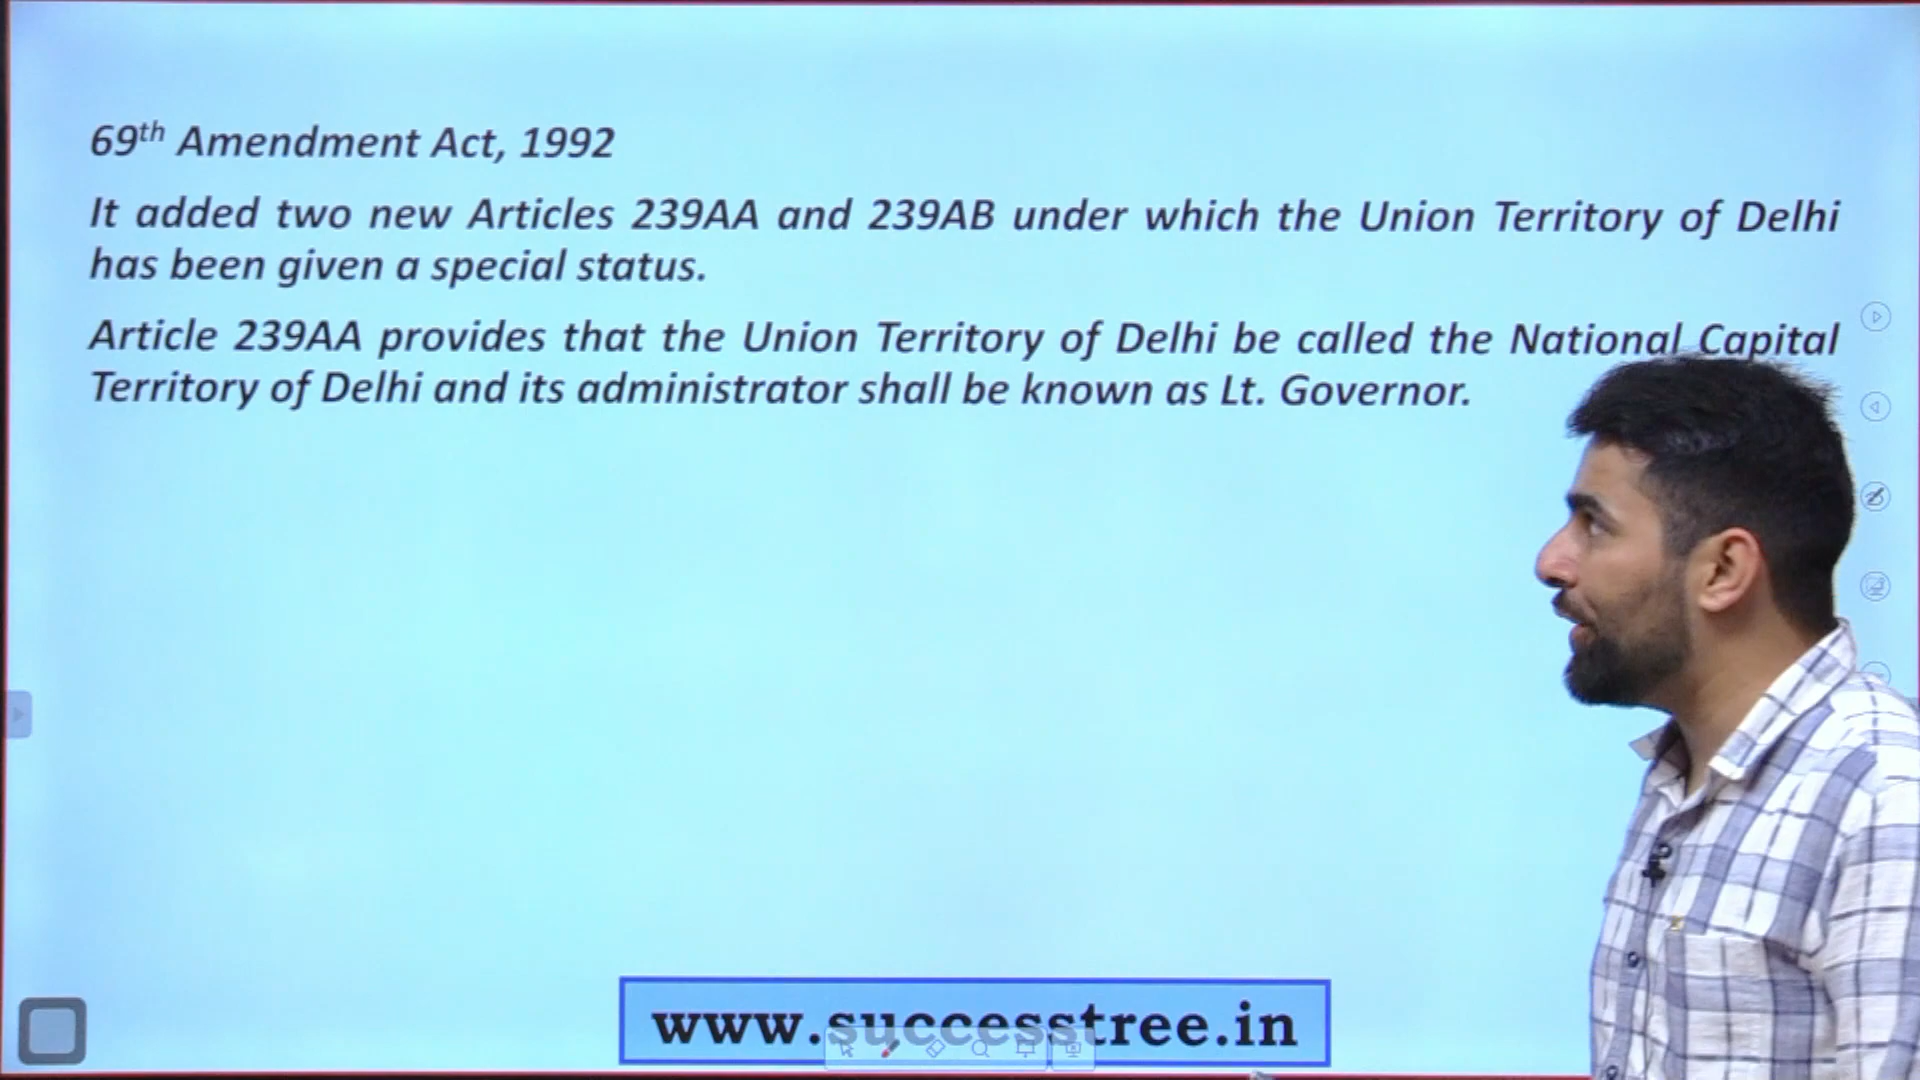 69th Amendment Act, 1992
It added two new Articles 239AA and 239AB under which the Union Territory of Delhi
has been given a special status.
Article 239AA provides that the Union Territory of Delhi be called the National Capital
Territory of Delhi and its administrator shall be known as Lt. Governor.
www.successtree.in